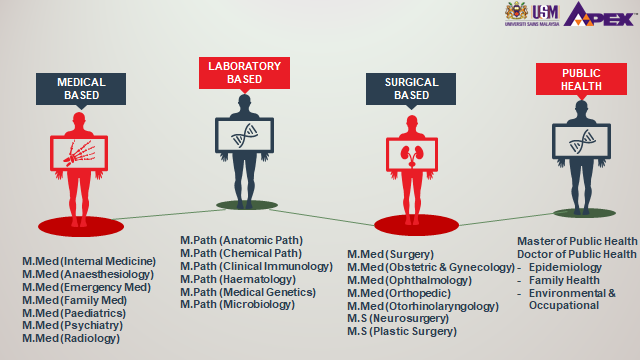 USM
UNIVERSITI SAINS MALAYSIA
APEX™
MEDICAL
BASED
LABORATORY
BASED
SURGICAL
BASED
PUBLIC
HEALTH
M.Med (Internal Medicine)
M.Med (Anaesthesiology)
M.Med (Emergency Med)
M.Med (Family Med)
M.Med (Paediatrics)
M.Med (Psychiatry)
M.Med (Radiology)
M.Path (Anatomic Path)
M.Path (Chemical Path)
M.Path (Clinical Immunology)
M.Path (Haematology)
M.Path (Medical Genetics)
M.Path (Microbiology)
M.Med (Surgery)
M.Med (Obstetric & Gynecology)
M.Med (Ophthalmology)
M.Med (Orthopedic)
M.Med (Otorhinolaryngology)
M.S (Neurosurgery)
M.S (Plastic Surgery)
Master of Public Health
Doctor of Public Health
- Epidemiology
- Family Health
- Environmental &
Occupational